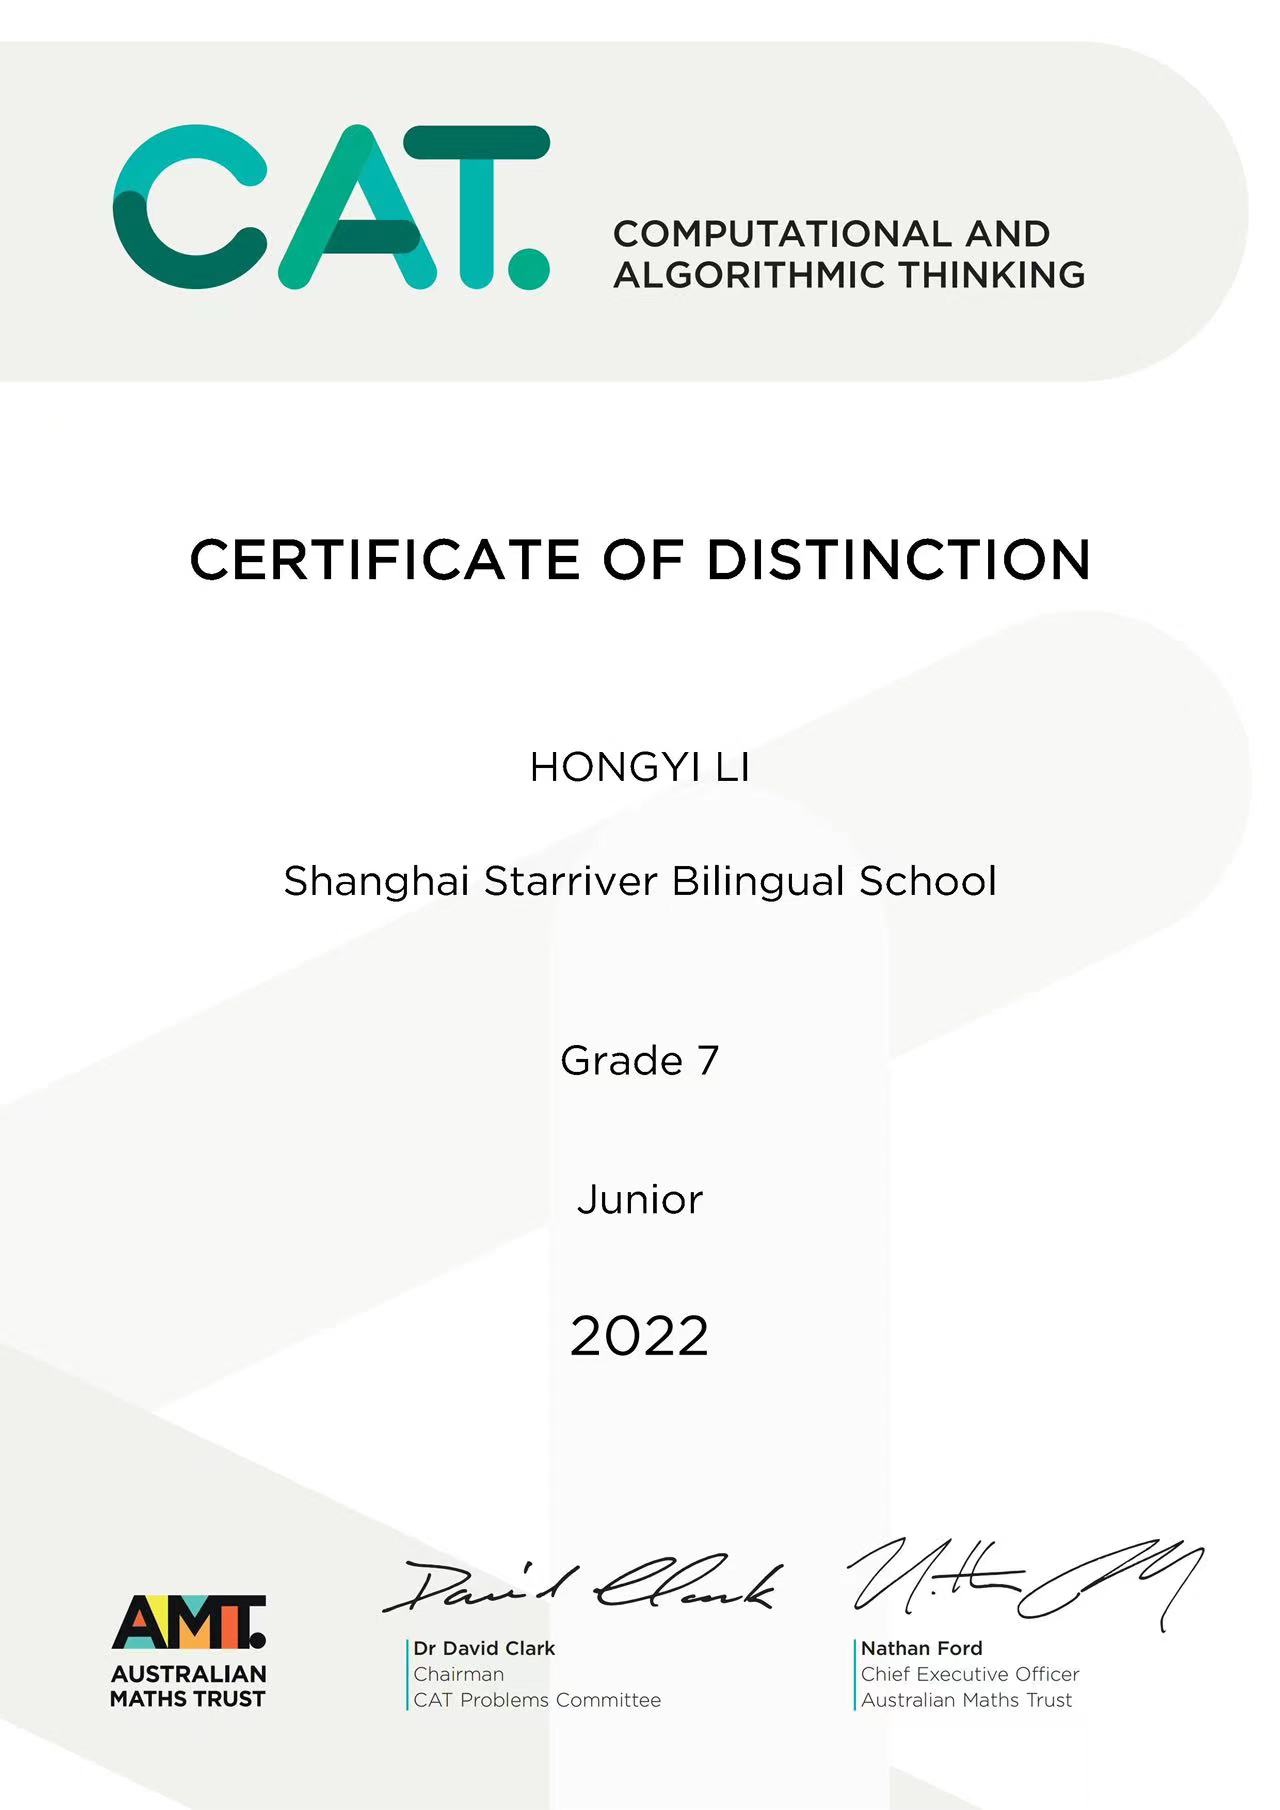 CAT.
COMPUTATIONAL AND
ALGORITHMIC THINKING
CERTIFICATE OF DISTINCTION
HONGYI LI
Shanghai Starriver Bilingual School
Grade 7
Junior
2022
David Clark
Dr David Clark
Chairman
CAT Problems Committee
Nathan Ford
Chief Executive Officer
Australian Maths Trust
AMT.
AUSTRALIAN
MATHS TRUST